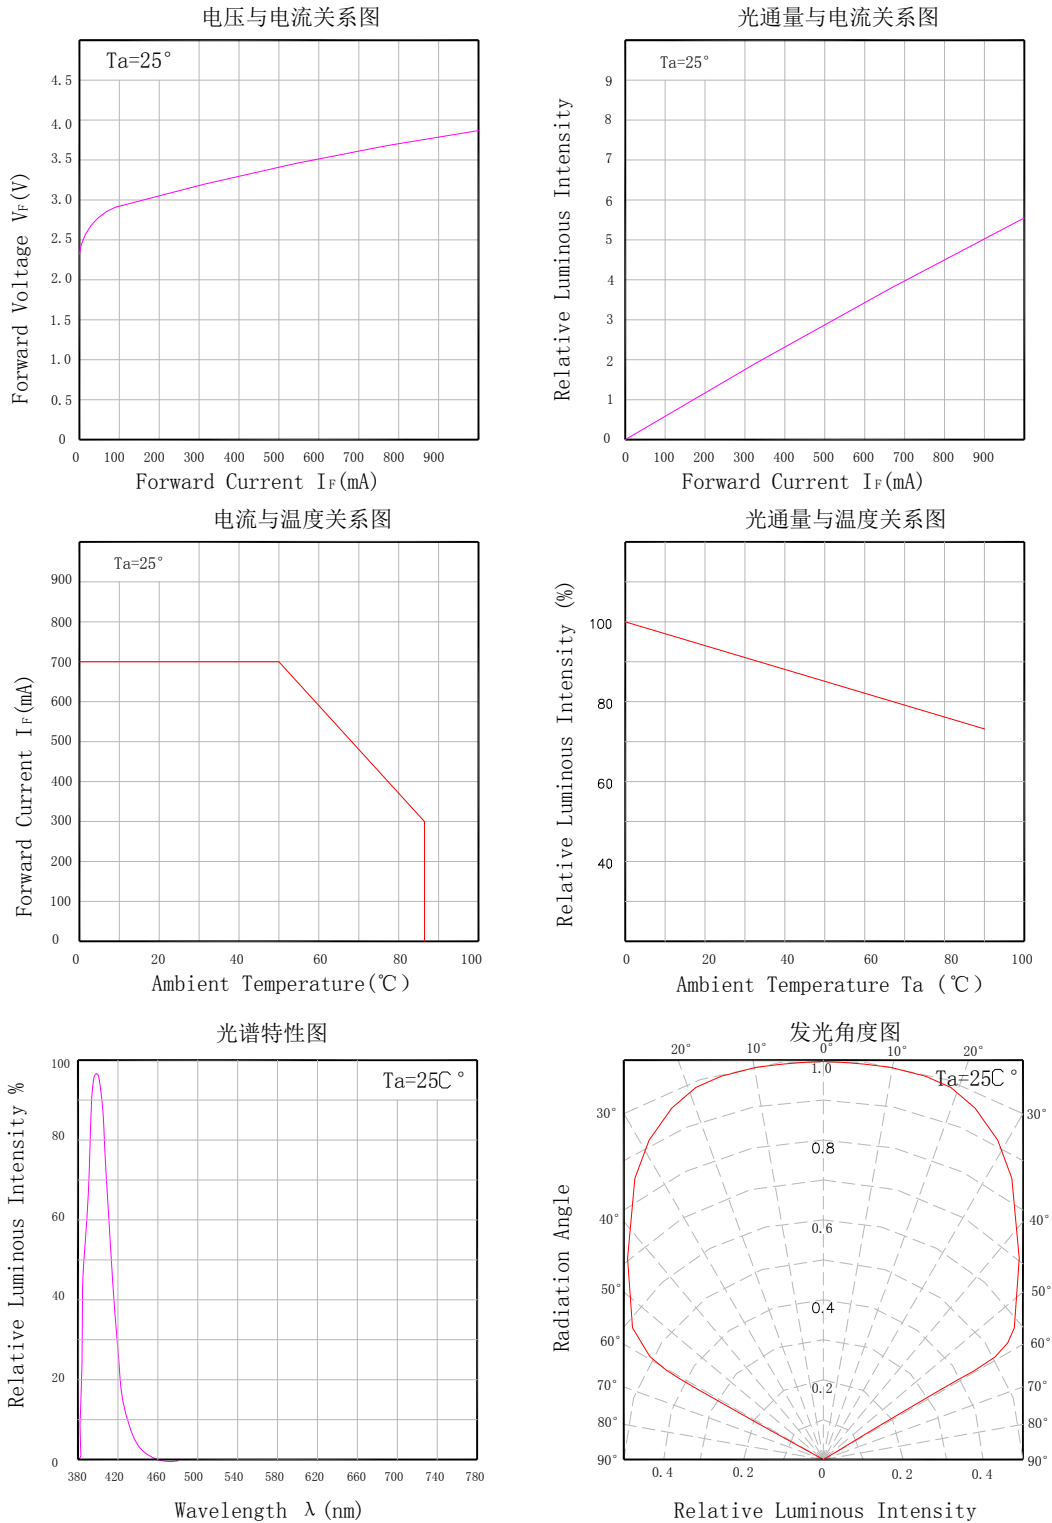 电压与电流关系图
Ta=25°
Forward Voltage VF(V)
4.5
4.0
3.5
3.0
2.5
2.0
1.5
1.0
0.5
0
0 100 200 300 400 500 600 700 800 900
Forward Current IF(mA)
光通量与电流关系图
Ta=25°
Relative Luminous Intensity
9
8
7
6
5
4
3
2
1
0
0 100 200 300 400 500 600 700 800 900
Forward Current IF(mA)
电流与温度关系图
Ta=25°
Forward Current IF(mA)
900
800
700
600
500
400
300
200
100
0
0 20 40 60 80 100
Ambient Temperature(℃)
光通量与温度关系图
Relative Luminous Intensity (%)
100
80
60
40
0 20 40 60 80 100
Ambient Temperature Ta (℃)
光谱特性图
Ta=25C°
Relative Luminous Intensity %
100
80
60
40
20
0
380 420 460 500 540 580 620 660 700 740 780
Wavelength λ(nm)
发光角度图
20° 10° 0° 10° 20°
Ta=25C°
1.0
30° 30°
0.8
40° 40°
0.6
50° 50°
0.4
60° 60°
70° 70°
0.2
80° 80°
90° 90°
Radiation Angle
0.4 0.2 0 0.2 0.4
Relative Luminous Intensity